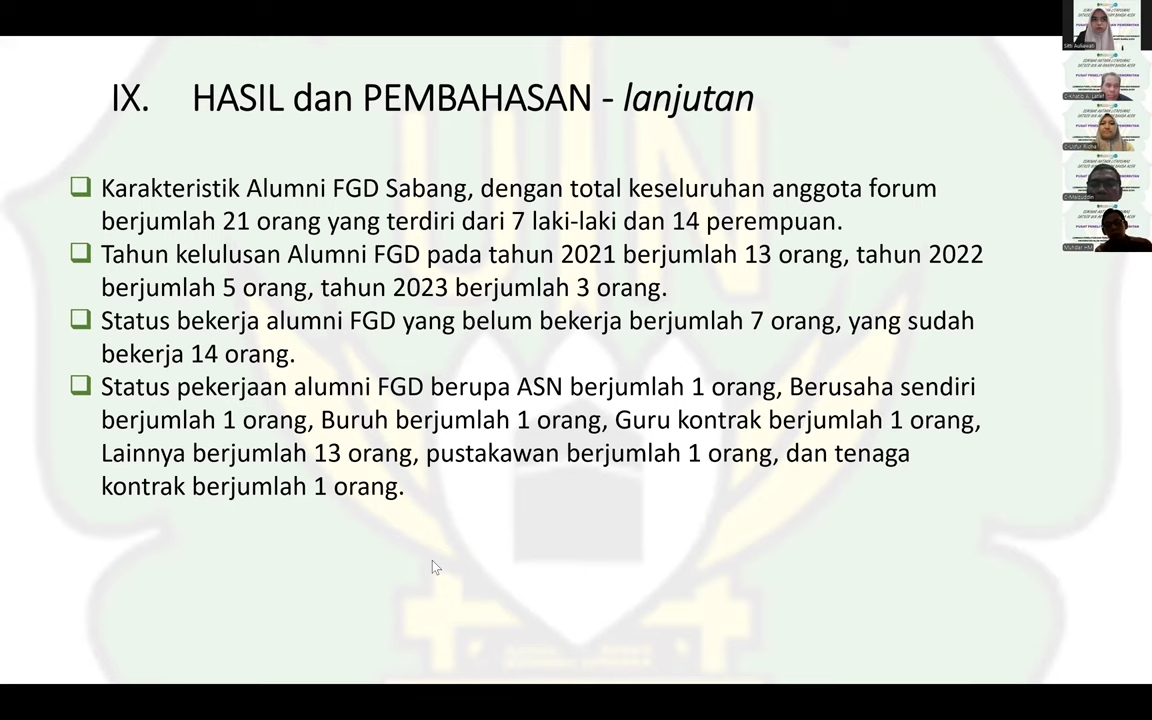 IX. HASIL dan PEMBAHASAN - lanjutan
Karakteristik Alumni FGD Sabang, dengan total keseluruhan anggota forum
berjumlah 21 orang yang terdiri dari 7 laki-laki dan 14 perempuan.
Tahun kelulusan Alumni FGD pada tahun 2021 berjumlah 13 orang, tahun 2022
berjumlah 5 orang, tahun 2023 berjumlah 3 orang.
Status bekerja alumni FGD yang belum bekerja berjumlah 7 orang, yang sudah
bekerja 14 orang.
Status pekerjaan alumni FGD berupa ASN berjumlah 1 orang, Berusaha sendiri
berjumlah 1 orang, Buruh berjumlah 1 orang, Guru kontrak berjumlah 1 orang,
Lainnya berjumlah 13 orang, pustakawan berjumlah 1 orang, dan tenaga
kontrak berjumlah 1 orang.